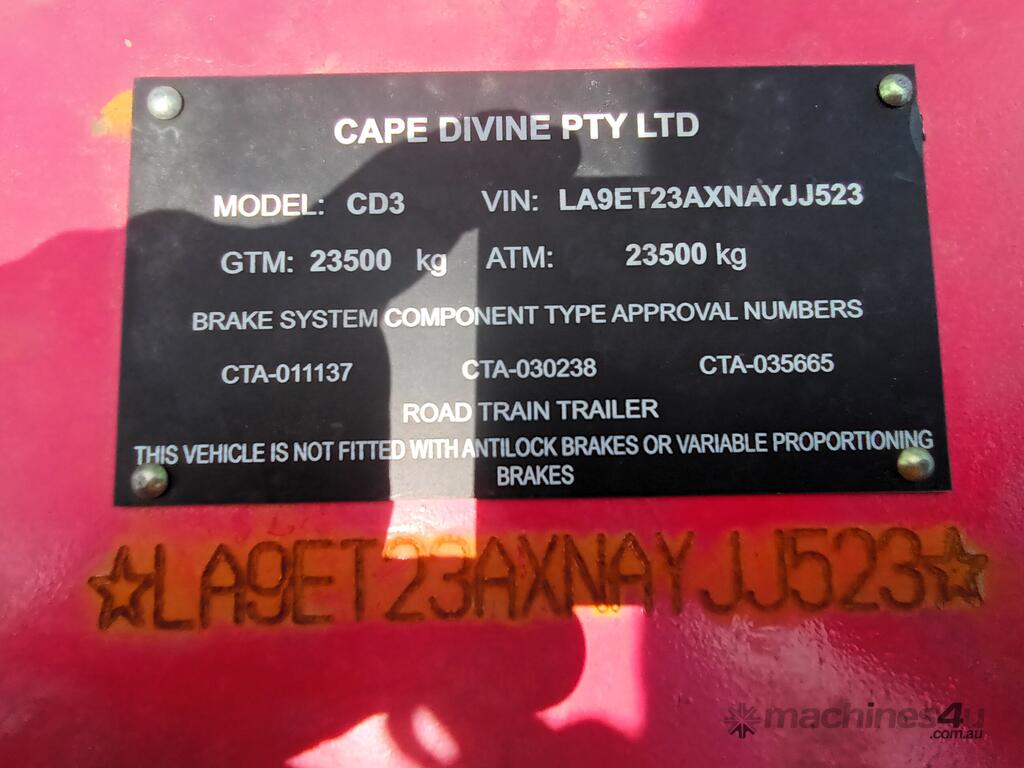 CAPE DIVINE PTY LTD
MODEL: CD3 VIN: LA9ET23AXNAYJJ523
GTM: 23500 kg ATM: 23500 kg
BRAKE SYSTEM COMPONENT TYPE APPROVAL NUMBERS
CTA-011137 CTA-030238 CTA-035665
ROAD TRAIN TRAILER
THIS VEHICLE IS NOT FITTED WITH ANTILOCK BRAKES OR VARIABLE PROPORTIONING
BRAKES
☆LA9ET23AXNAYJJ523☆
machines4u
.com.au